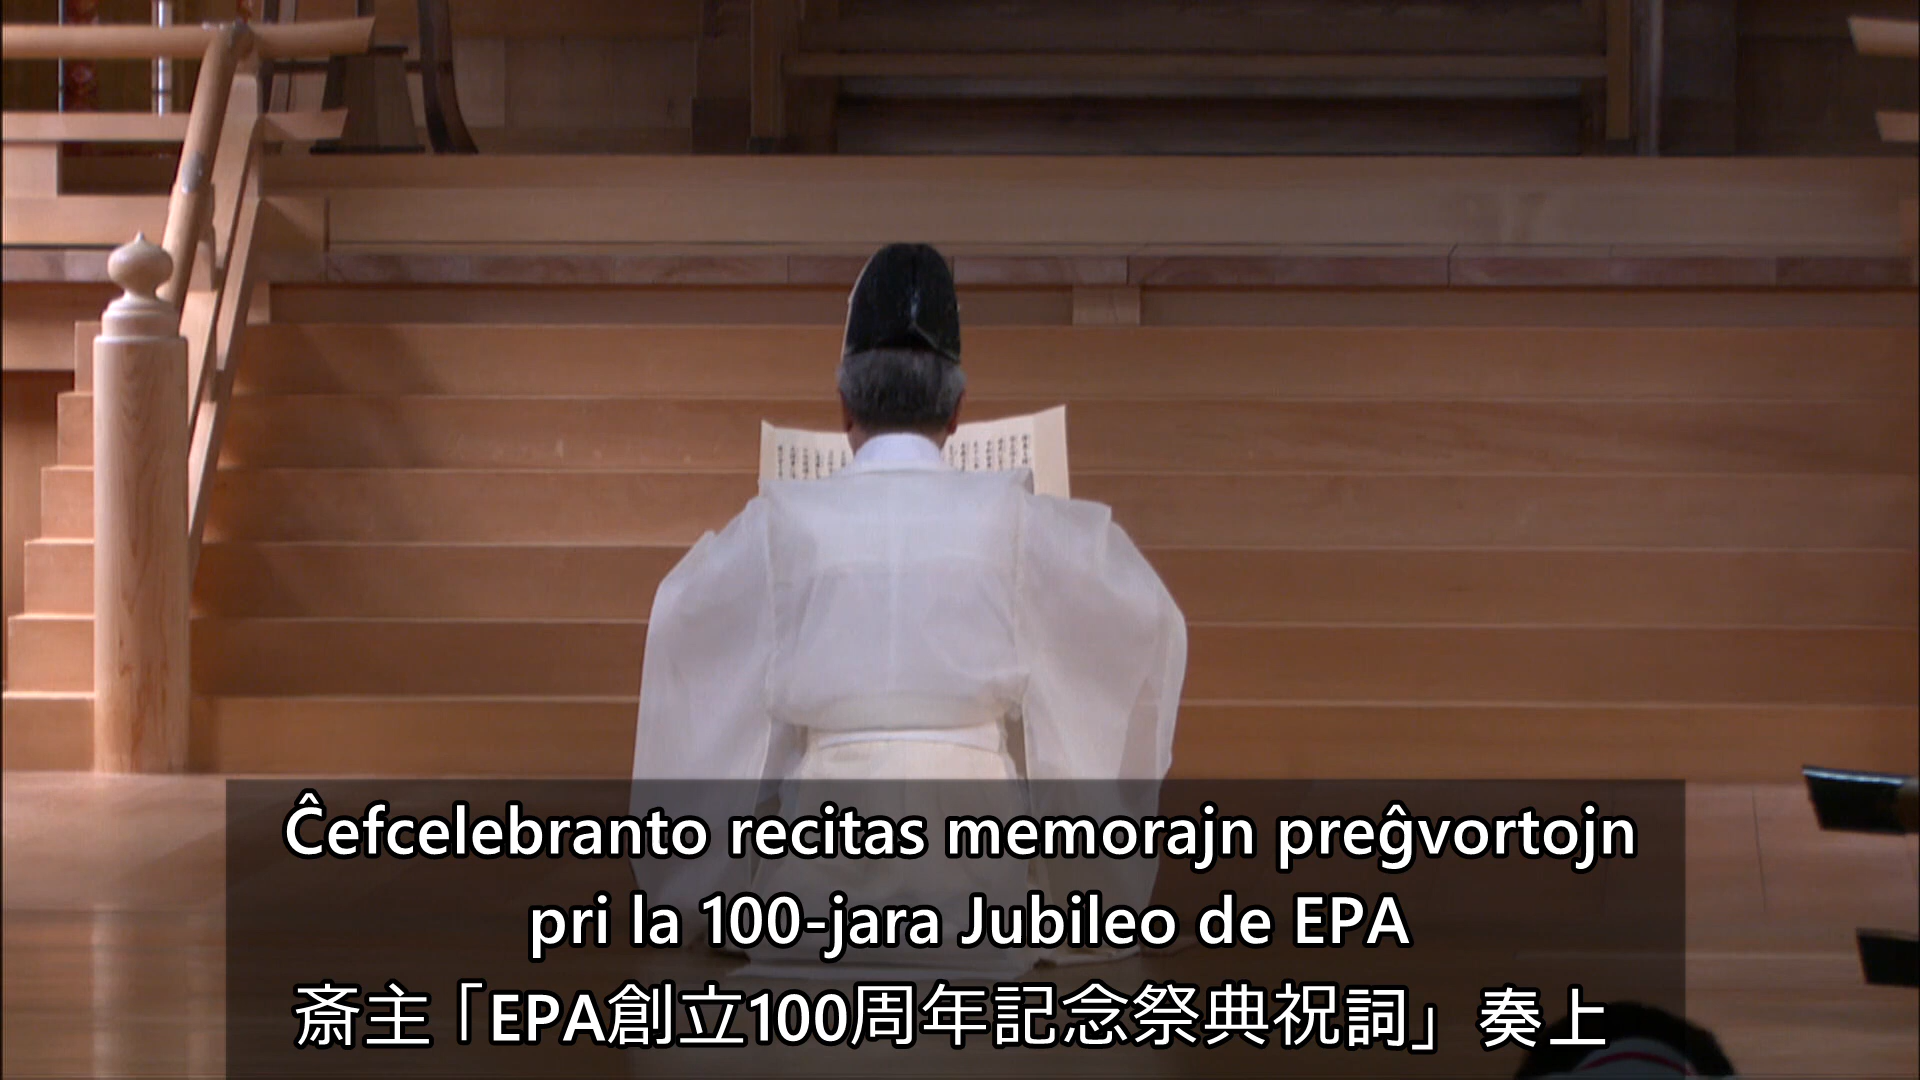 Ĉefcelebranto recitas memorajn preĝvortojn
pri la 100-jara Jubileo de EPA
斎主「EPA創立100周年記念祭典祝詞」奏上